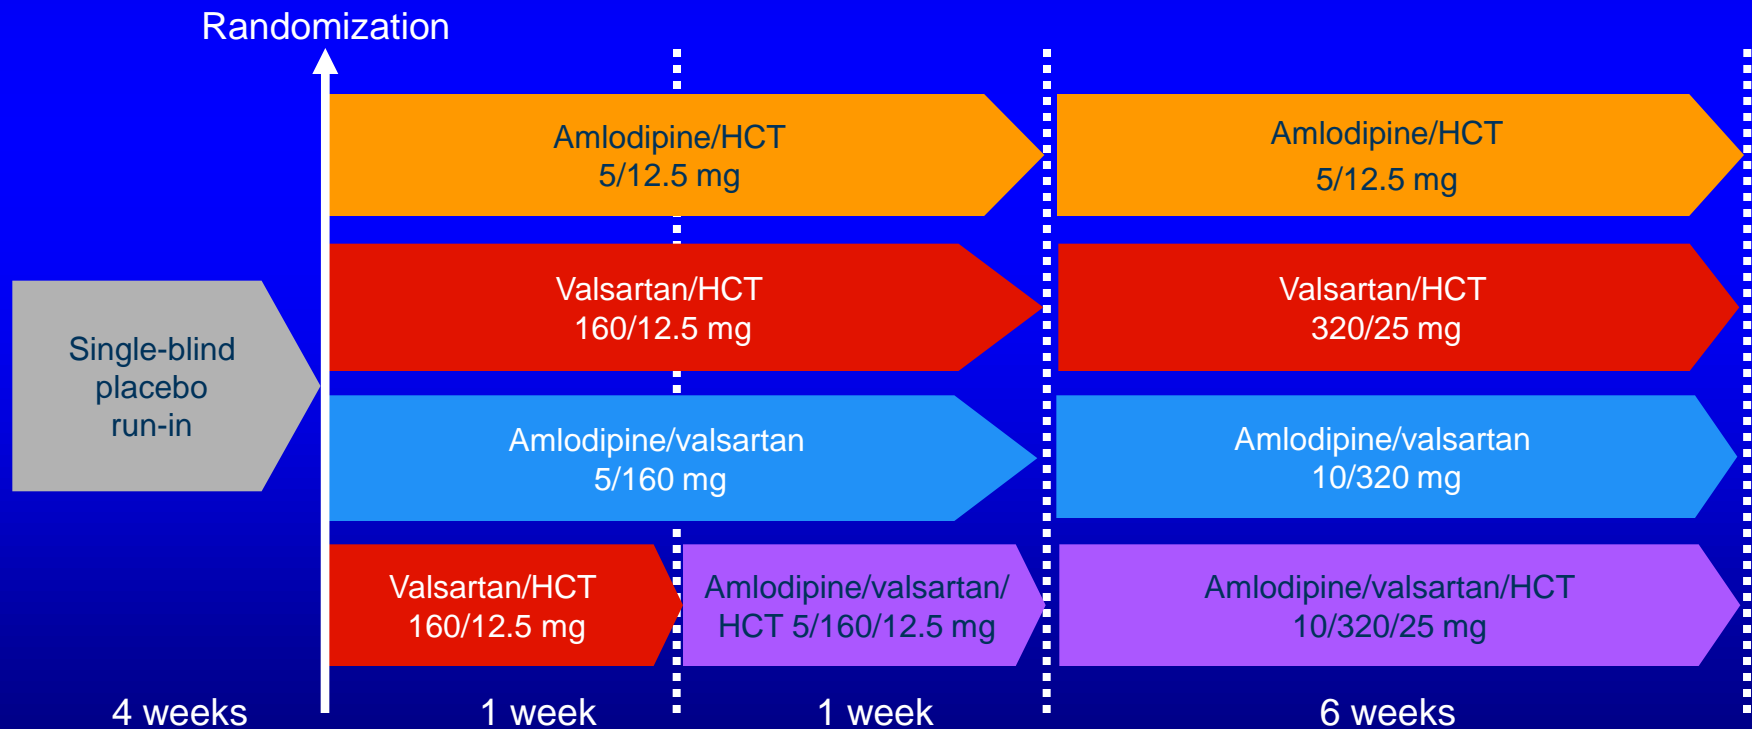 Randomization
Amlodipine/HCT
5/12.5 mg
Amlodipine/HCT
5/12.5 mg
Valsartan/HCT
160/12.5 mg
Valsartan/HCT
320/25 mg
Single-blind
placebo
run-in
Amlodipine/valsartan
5/160 mg
Amlodipine/valsartan
10/320 mg
Valsartan/HCT
160/12.5 mg
Amlodipine/valsartan/
HCT 5/160/12.5 mg
Amlodipine/valsartan/HCT
10/320/25 mg
4 weeks
1 week
1 week
6 weeks